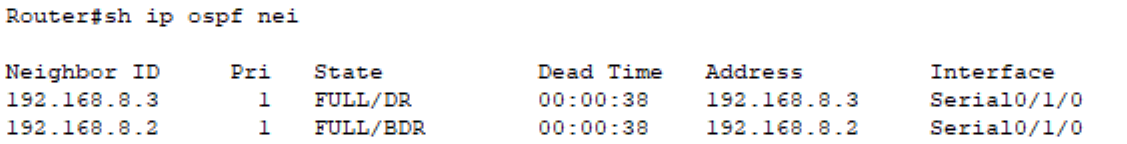 Router#sh ip ospf nei
Neighbor ID Pri State Dead Time Address Interface
192.168.8.3 1 FULL/DR 00:00:38 192.168.8.3 Serial0/1/0
192.168.8.2 1 FULL/BDR 00:00:38 192.168.8.2 Serial0/1/0